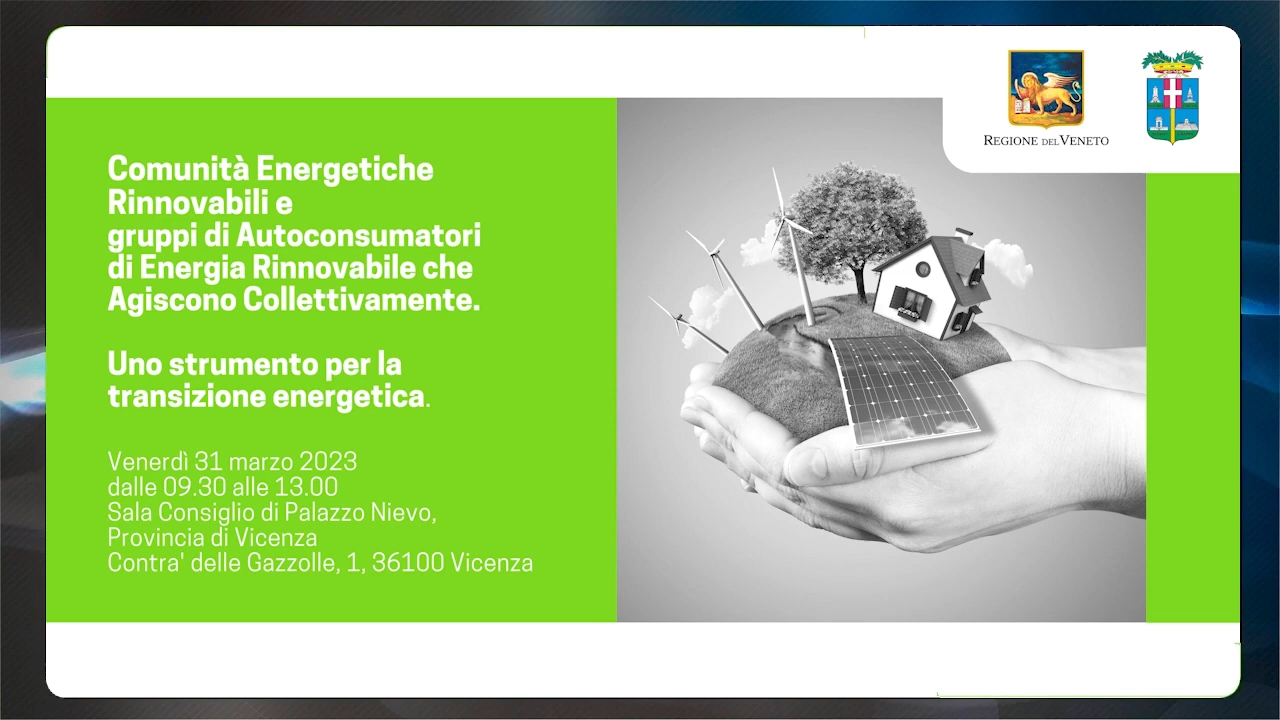 REGIONE DEL VENETO
Comunità Energetiche
Rinnovabili e
gruppi di Autoconsumatori
di Energia Rinnovabile che
Agiscono Collettivamente.
Uno strumento per la
transizione energetica.
Venerdì 31 marzo 2023
dalle 09.30 alle 13.00
Sala Consiglio di Palazzo Nievo,
Provincia di Vicenza
Contra' delle Gazzolle, 1, 36100 Vicenza